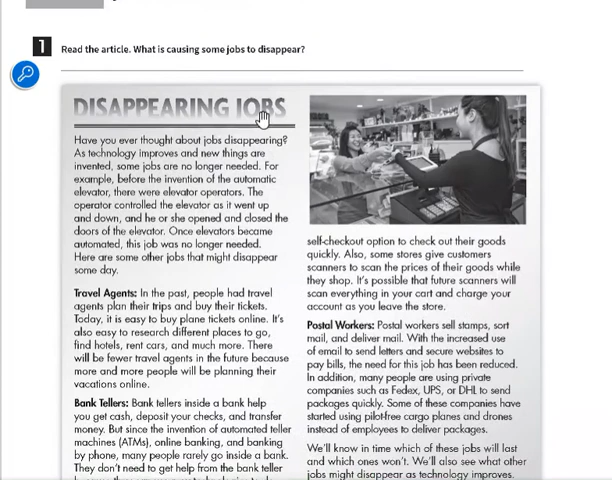 1 Read the article. What is causing some jobs to disappear?
DISAPPEARING JOBS
Have you ever thought about jobs disappearing?
As technology improves and new things are
invented, some jobs are no longer needed. For
example, before the invention of the automatic
elevator, there were elevator operators. The
operator controlled the elevator as it went up
and down, and he or she opened and closed the
doors of the elevator. Once elevators became
automated, this job was no longer needed.
Here are some other jobs that might disappear
some day.
Travel Agents: In the past, people had travel
agents plan their trips and buy their tickets.
Today, it is easy to buy plane tickets online. It's
also easy to research different places to go,
find hotels, rent cars, and much more. There
will be fewer travel agents in the future because
more and more people will be planning their
vacations online.
Bank Tellers: Bank tellers inside a bank help
you get cash, deposit your checks, and transfer
money. But since the invention of automated teller
machines (ATMs), online banking, and banking
by phone, many people rarely go inside a bank.
They don't need to get help from the bank teller
self-checkout option to check out their goods
quickly. Also, some stores give customers
scanners to scan the prices of their goods while
they shop. It's possible that future scanners will
scan everything in your cart and charge your
account as you leave the store.
Postal Workers: Postal workers sell stamps, sort
mail, and deliver mail. With the increased use
of email to send letters and secure websites to
pay bills, the need for this job has been reduced.
In addition, many people are using private
companies such as Fedex, UPS, or DHL to send
packages quickly. Some of these companies have
started using pilot-free cargo planes and drones
instead of employees to deliver packages.
We'll know in time which of these jobs will last
and which ones won't. We'll also see what other
jobs might disappear as technology improves.